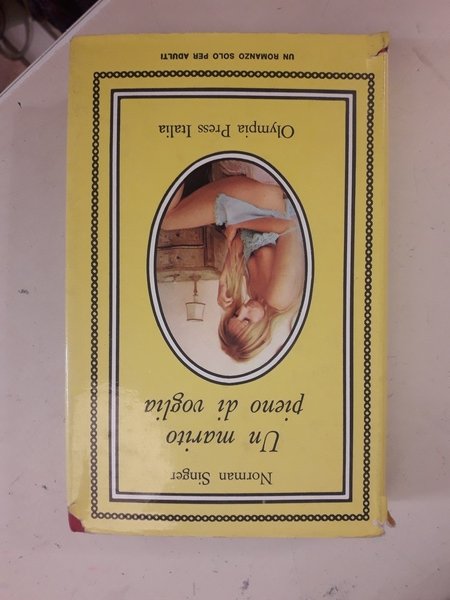 Norman Singer
Un marito
pieno di voglia
Olympia Press Italia
UN ROMANZO SOLO PER ADULTI